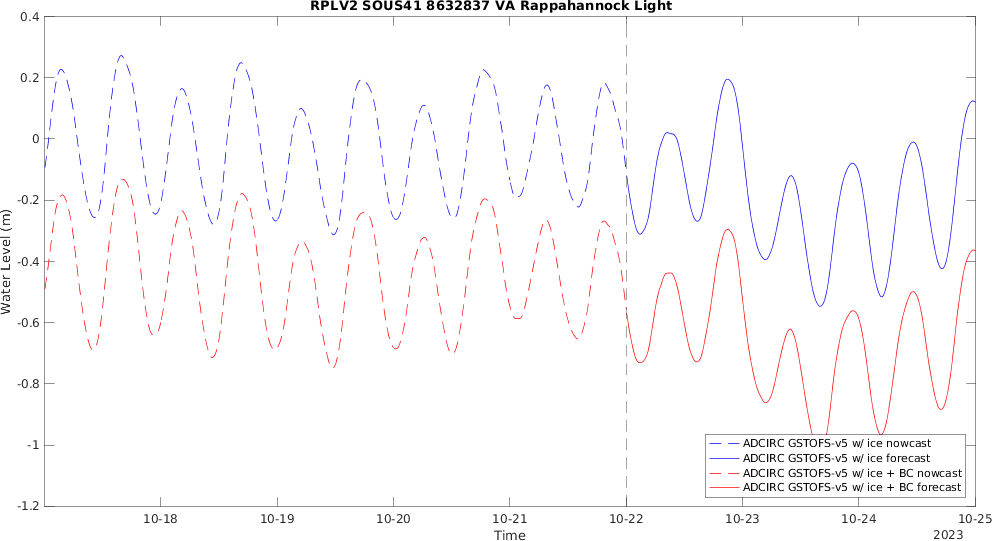 RPLV2 SOUS41 8632837 VA Rappahannock Light
0.4
0.2
0
-0.2
-0.4
-0.6
-0.8
-1
-1.2
Water Level (m)
ADCIRC GSTOFS-v5 w/ ice nowcast
ADCIRC GSTOFS-v5 w/ ice forecast
ADCIRC GSTOFS-v5 w/ ice + BC nowcast
ADCIRC GSTOFS-v5 w/ ice + BC forecast
10-18 10-19 10-20 10-21 10-22 10-23 10-24 10-25
Time
2023